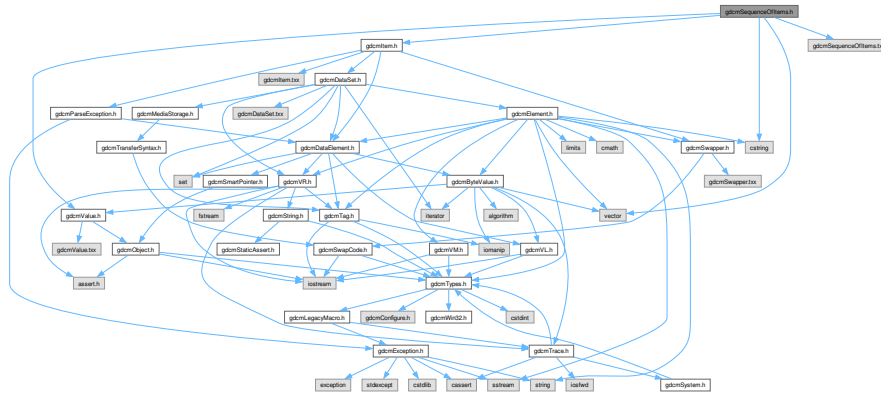 gdcmSequenceOfItems.h
gdcmItem.h
gdcmSequenceOfItems.tx
gdcmItem.txx
gdcmDataSet.h
gdcmParseException.h
gdcmMediaStorage.h
gdcmDataSet.txx
gdcmElement.h
gdcmTransferSyntax.h
gdcmDataElement.h
limits
cmath
gdcmSwapper.h
cstring
set
gdcmSmartPointer.h
gdcmVR.h
gdcmByteValue.h
gdcmSwapper.txx
gdcmValue.h
fstream
gdcmString.h
gdcmTag.h
iterator
algorithm
vector
gdcmValue.txx
gdcmObject.h
gdcmStaticAssert.h
gdcmSwapCode.h
gdcmVM.h
iomanip
gdcmVL.h
assert.h
iostream
gdcmTypes.h
gdcmLegacyMacro.h
gdcmConfigure.h
gdcmWin32.h
cstdint
gdcmException.h
gdcmTrace.h
exception
stdexcept
cstdlib
cassert
sstream
string
iosfwd
gdcmSystem.h